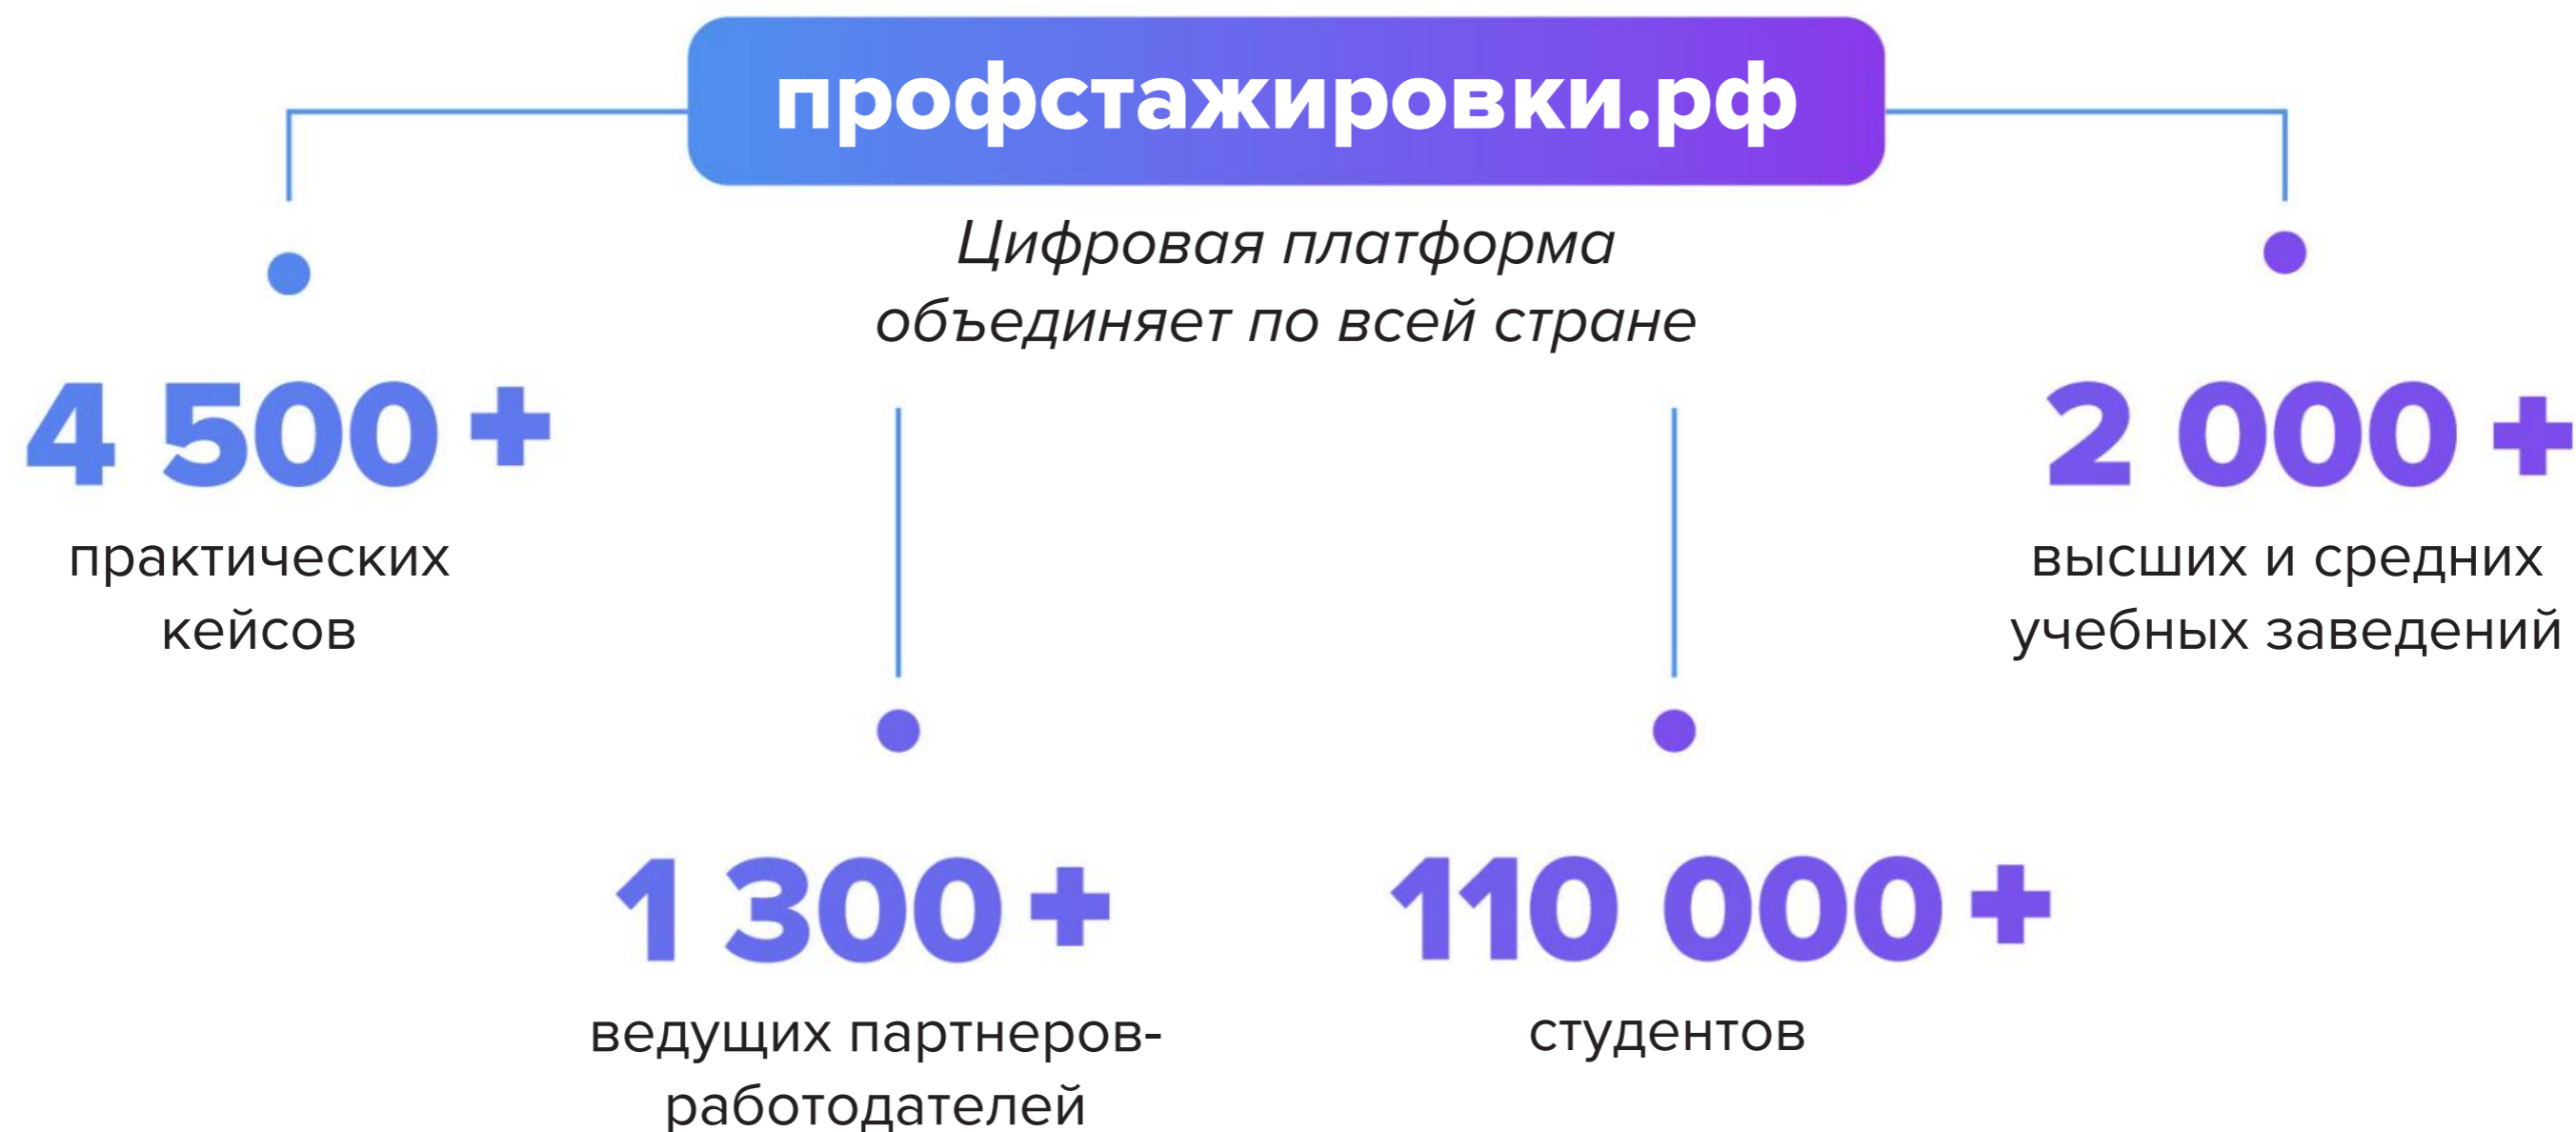 профстажировки.рф
Цифровая платформа
объединяет по всей стране
4 500+
практических
кейсов
2 000+
высших и средних
учебных заведений
1 300+
ведущих партнеров-
работодателей
110 000+
студентов